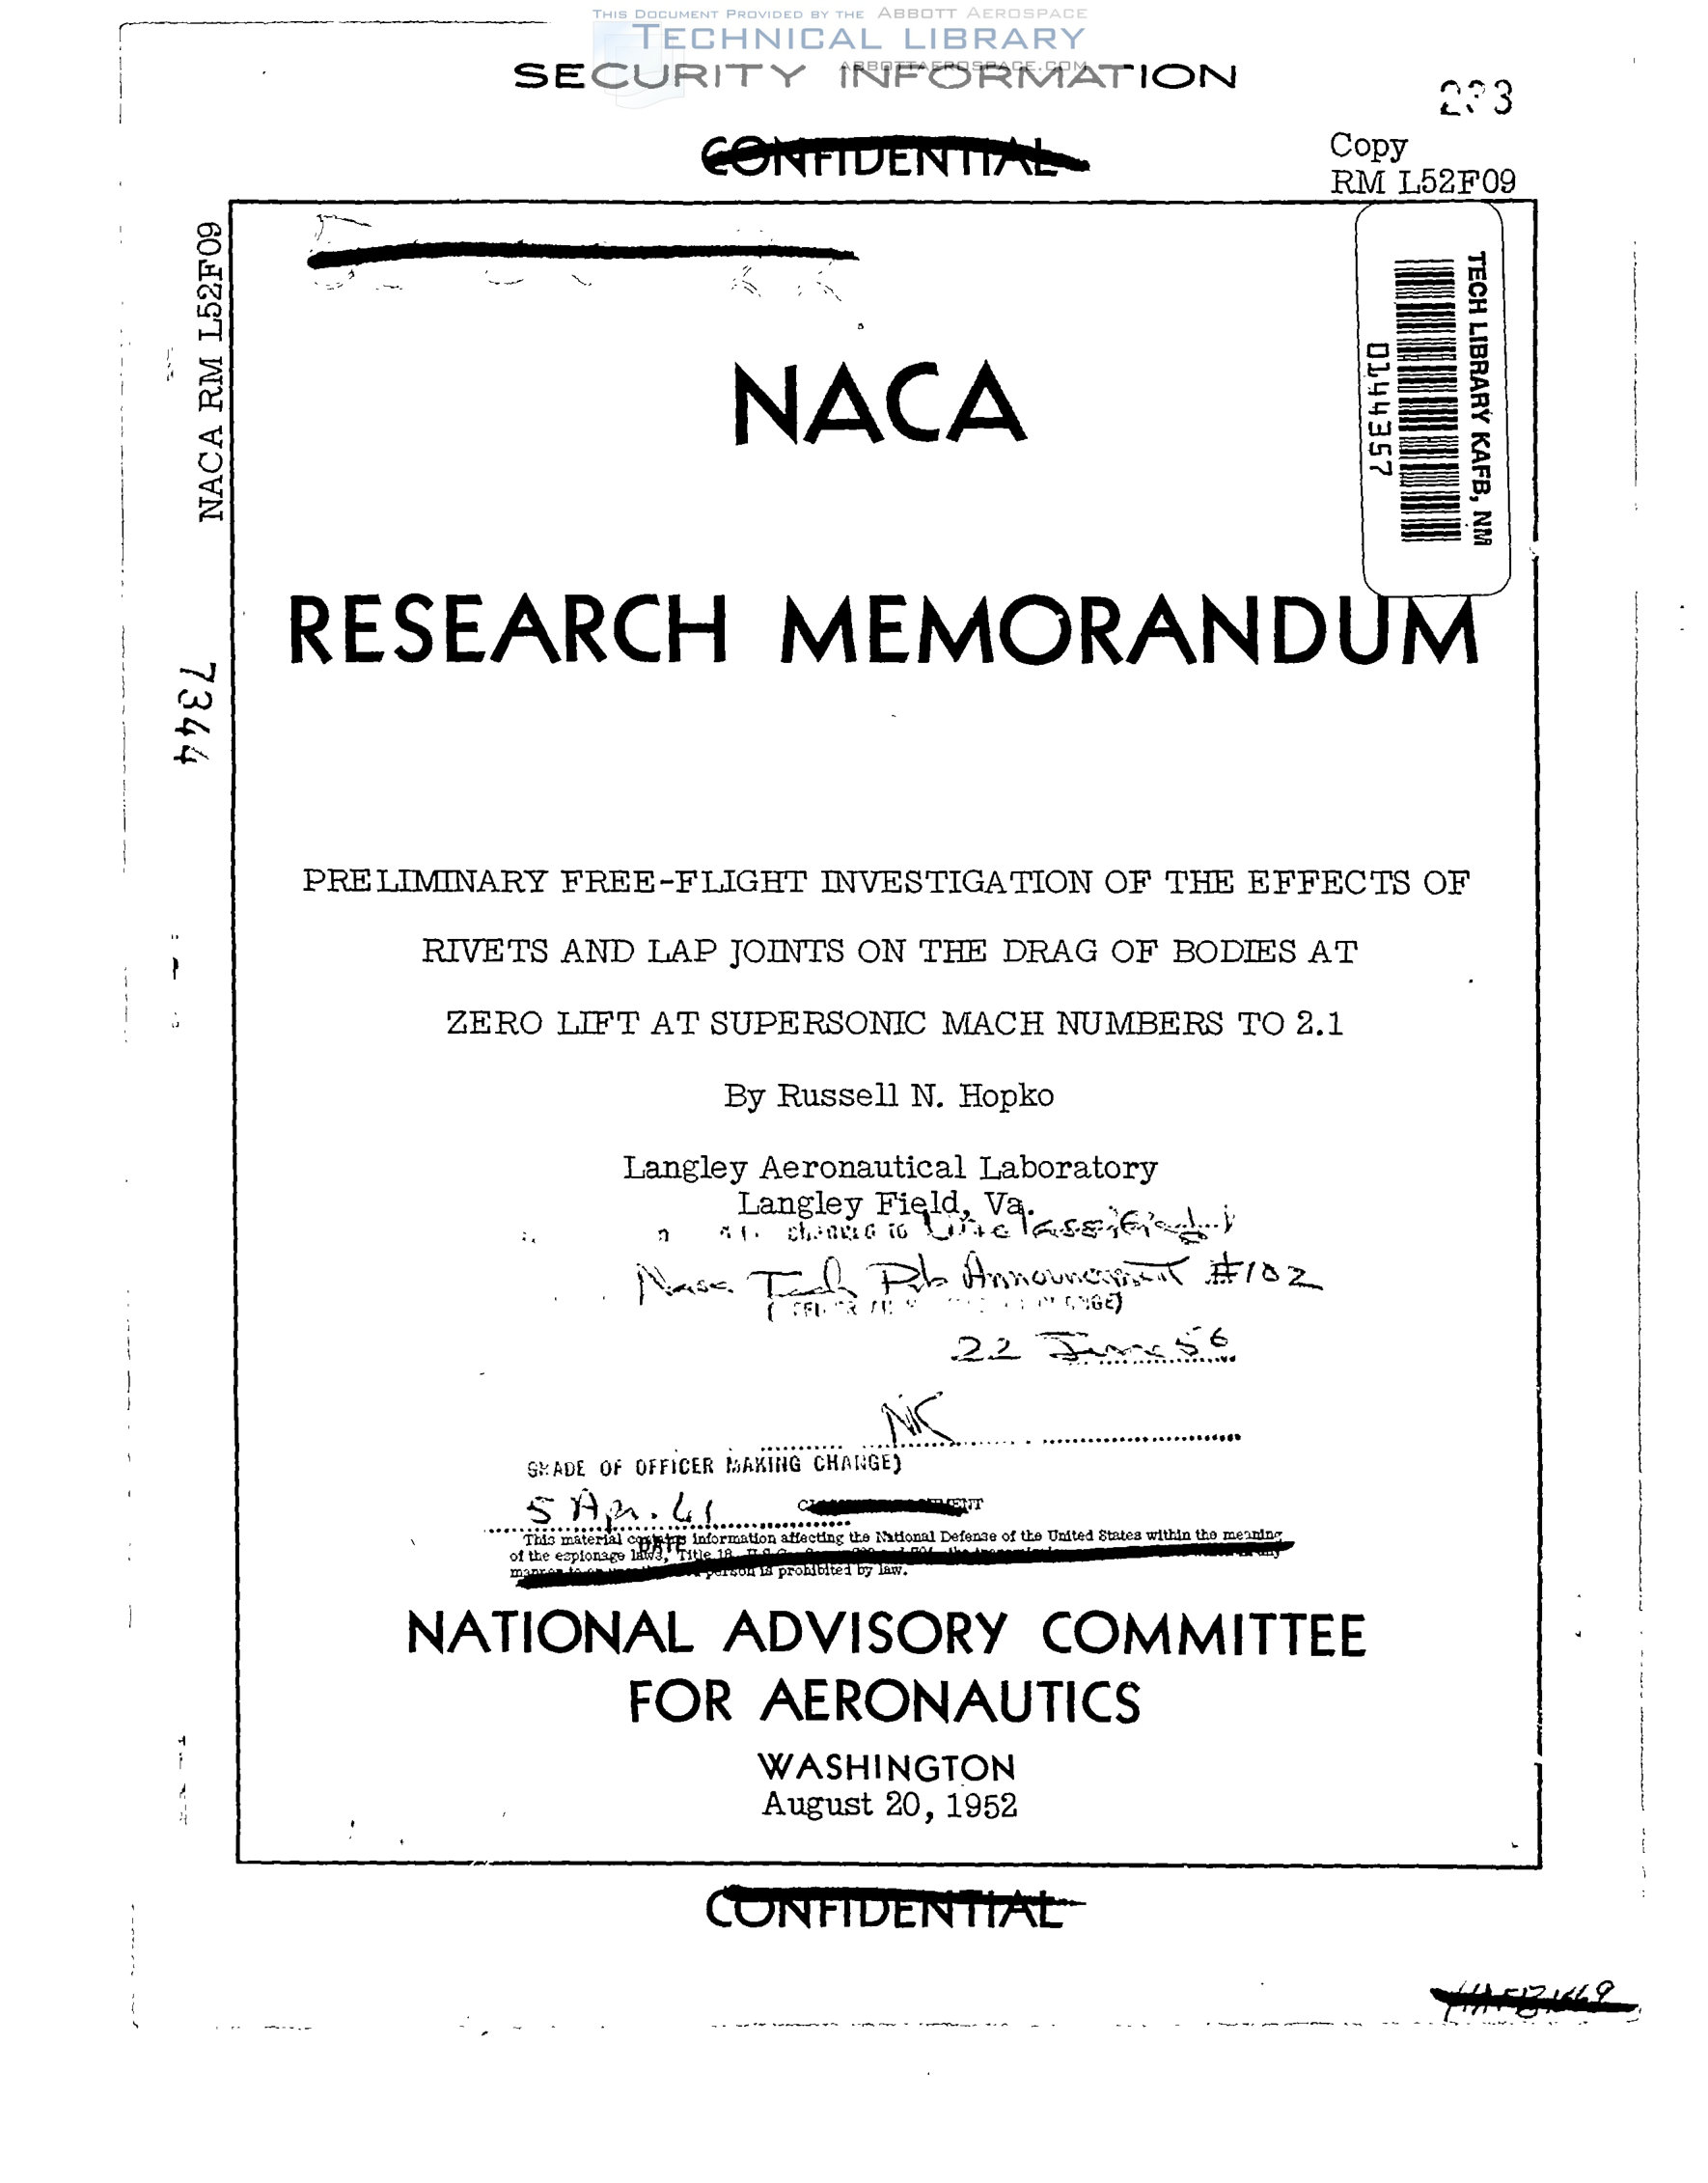 THIS DOCUMENT PROVIDED BY THE ABBOTT AEROSPACE
TECHNICAL LIBRARY
ABBOTTAEROSPACE.COM
SECURITY INFORMATION
CONFIDENTIAL
Copy
RM L52F09
NACA RM L52F09
TECH LIBRARY KAFB, NM
0144357
NACA
RESEARCH MEMORANDUM
7344
PRELIMINARY FREE-FLIGHT INVESTIGATION OF THE EFFECTS OF
RIVETS AND LAP JOINTS ON THE DRAG OF BODIES AT
ZERO LIFT AT SUPERSONIC MACH NUMBERS TO 2.1
By Russell N. Hopko
Langley Aeronautical Laboratory
Langley Field, Va.
changed to Unclassified
Nasa Tech Pub Announcement #102
22 June 56
NK
GRADE OF OFFICER MAKING CHANGE)
5 Apr. 61
DATE
This material contains information affecting the National Defense of the United States within the meaning
of the espionage laws, Title 18
person is prohibited by law.
NATIONAL ADVISORY COMMITTEE
FOR AERONAUTICS
WASHINGTON
August 20, 1952
CONFIDENTIAL